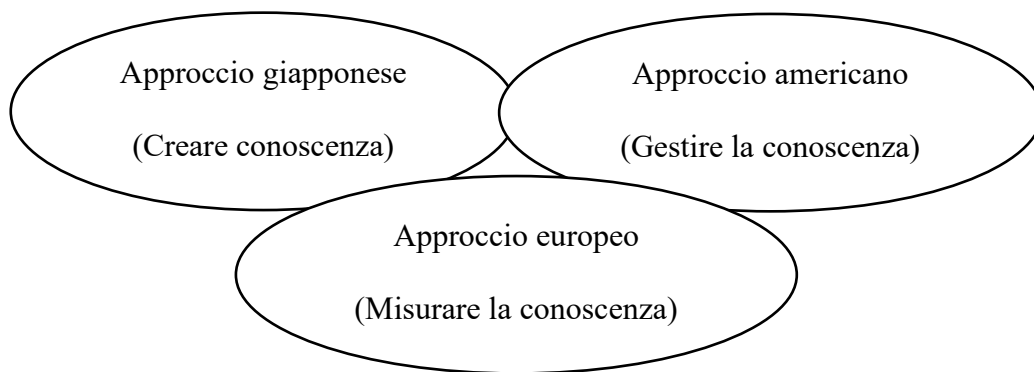 Approccio giapponese
(Creare conoscenza)
Approccio americano
(Gestire la conoscenza)
Approccio europeo
(Misurare la conoscenza)